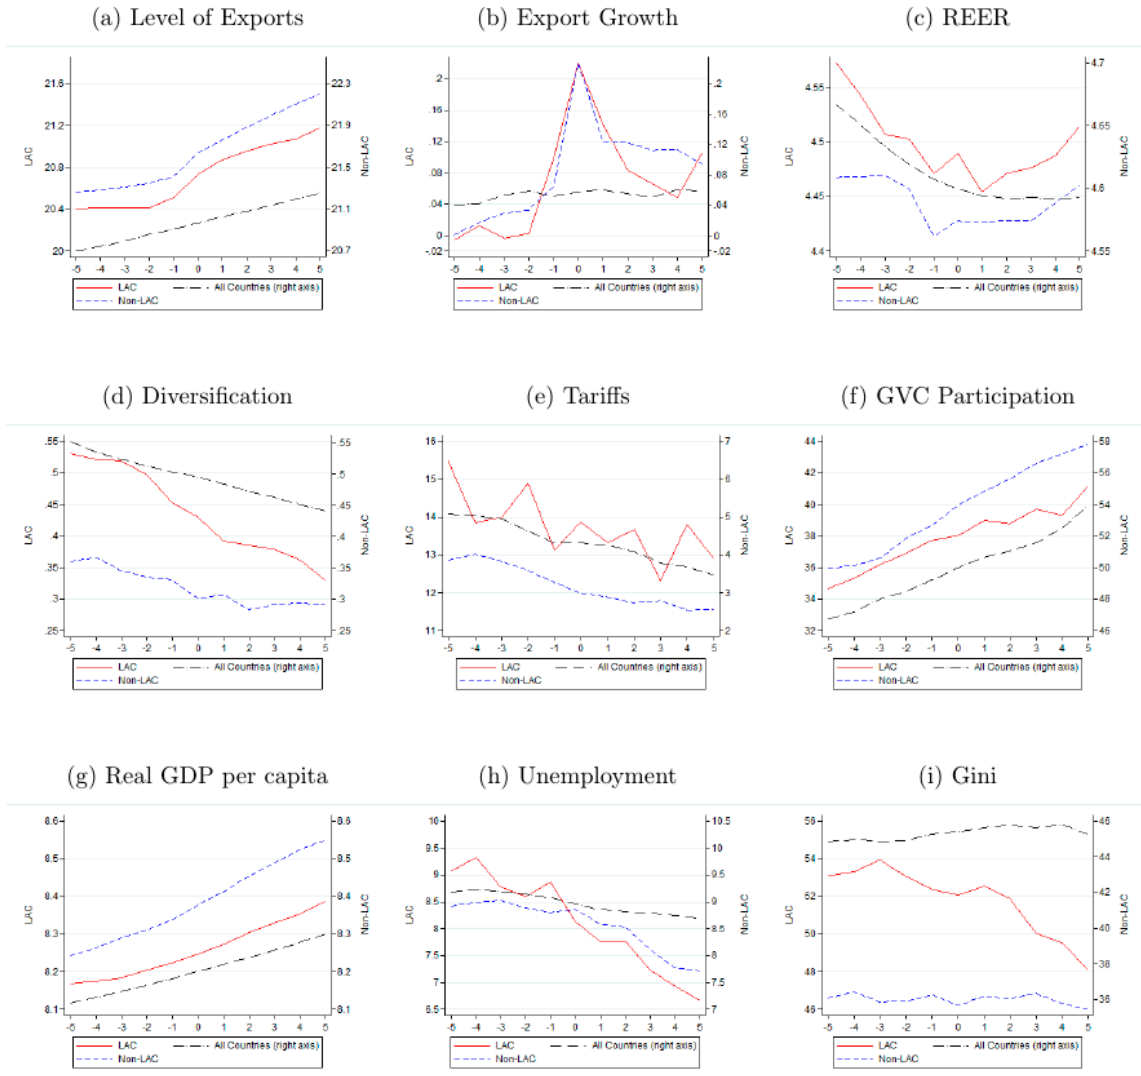 (a) Level of Exports
(b) Export Growth
(c) REER
21.6
21.2
20.8
20.4
20
LAC
22.3
21.9
21.5
21.1
20.7
Non-LAC
-5 -4 -3 -2 -1 0 1 2 3 4 5
LAC All Countries (right axis)
Non-LAC
.2
.16
.12
.08
.04
0
-.02
LAC
.2
.16
.12
.08
.04
0
-.02
Non-LAC
-5 -4 -3 -2 -1 0 1 2 3 4 5
LAC All Countries (right axis)
Non-LAC
4.55
4.5
4.45
4.4
LAC
4.7
4.65
4.6
4.55
Non-LAC
-5 -4 -3 -2 -1 0 1 2 3 4 5
LAC All Countries (right axis)
Non-LAC
(d) Diversification
(e) Tariffs
(f) GVC Participation
.55
.5
.45
.4
.35
.3
.25
LAC
.55
.5
.45
.4
.35
.3
.25
Non-LAC
-5 -4 -3 -2 -1 0 1 2 3 4 5
LAC All Countries (right axis)
Non-LAC
16
15
14
13
12
11
LAC
7
6
5
4
3
2
Non-LAC
-5 -4 -3 -2 -1 0 1 2 3 4 5
LAC All Countries (right axis)
Non-LAC
44
42
40
38
36
34
32
LAC
58
56
54
52
50
48
46
Non-LAC
-5 -4 -3 -2 -1 0 1 2 3 4 5
LAC All Countries (right axis)
Non-LAC
(g) Real GDP per capita
(h) Unemployment
(i) Gini
8.6
8.5
8.4
8.3
8.2
8.1
LAC
8.6
8.5
8.4
8.3
8.2
8.1
Non-LAC
-5 -4 -3 -2 -1 0 1 2 3 4 5
LAC All Countries (right axis)
Non-LAC
10
9.5
9
8.5
8
7.5
7
6.5
LAC
10.5
10
9.5
9
8.5
8
7.5
7
Non-LAC
-5 -4 -3 -2 -1 0 1 2 3 4 5
LAC All Countries (right axis)
Non-LAC
56
54
52
50
48
46
LAC
46
44
42
40
38
36
Non-LAC
-5 -4 -3 -2 -1 0 1 2 3 4 5
LAC All Countries (right axis)
Non-LAC